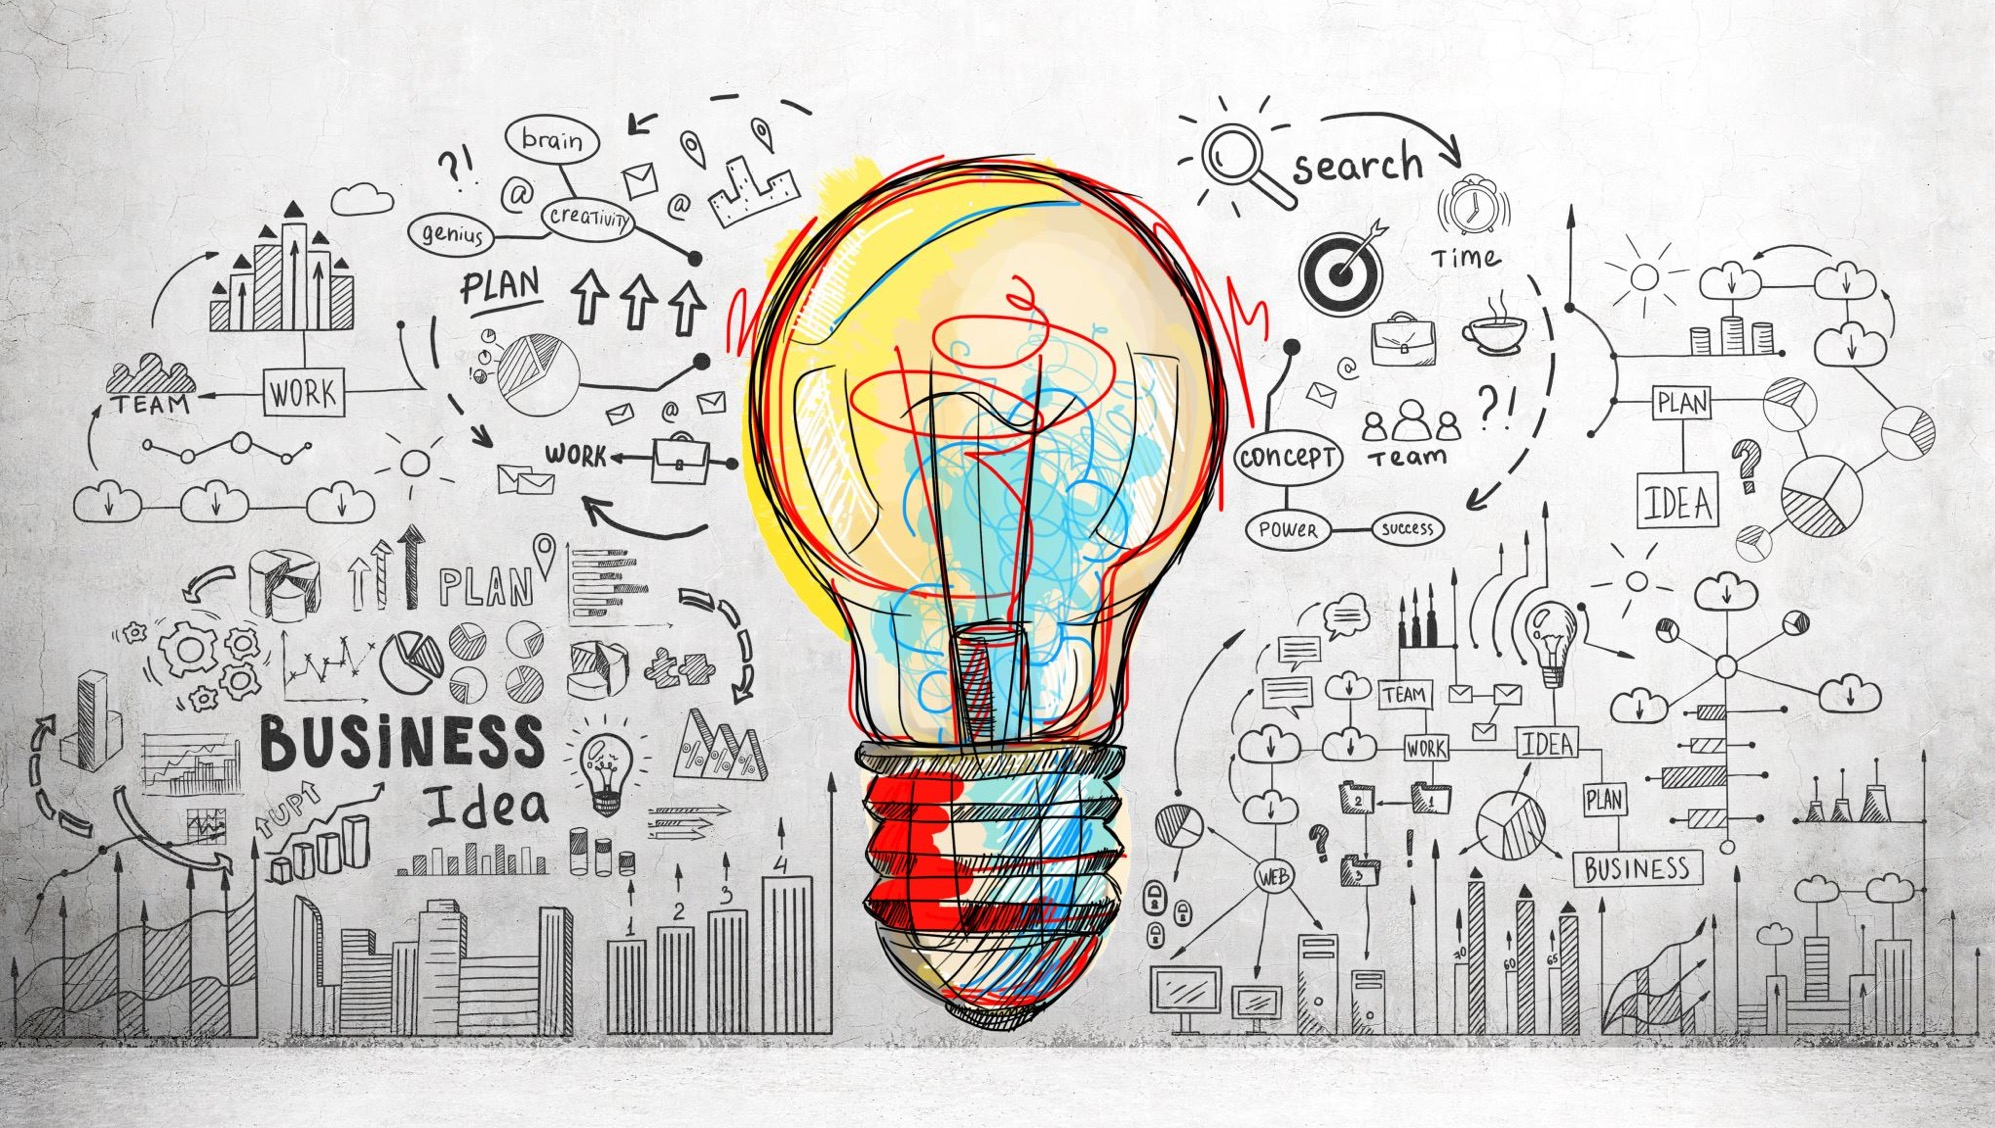 brain
?!
@
creativity
@
genius
PLAN
WORK
TEAM
!
@
WORK
PLAN
BUSiNESS
Idea
UP
% % % %
1
2
3
4
search
Time
@
?!
Team
concept
POWER
success
PLAN
?
IDEA
TEAM
WORK
IDEA
PLAN
2
1
?
!
3
BUSINESS
WEB
70
60
65